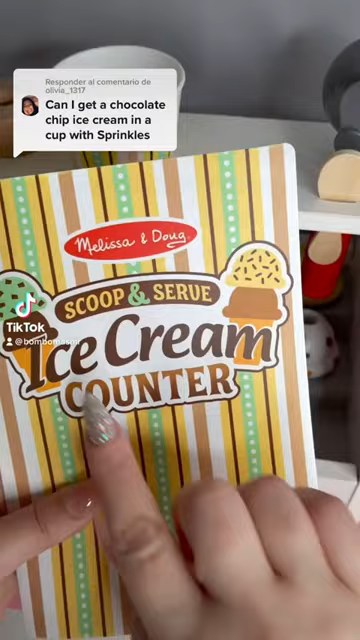 Responder al comentario de
olivia_1317
Can I get a chocolate
chip ice cream in a
cup with Sprinkles
Melissa & Doug
SCOOP & SERVE
Ice Cream
COUNTER
TikTok